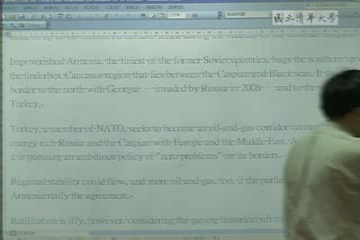 國立清華大學
Impoverished Armenia, the tiniest of the former Soviet countries, hugs the southern
the tinderbox Caucasus region that lies between the Caspian and Black seas. It
border to the north with Georgia invaded by Russia in 2008 and to the
Turkey.
Turkey, a member of NATO, seeks to become an oil-and-gas corridor
energy-rich Russia and the Caspian with Europe and the Middle East.
it is pursuing an ambitious policy of "zero problems" on its borders.
Regional stability could flow, and more oil and gas, too, if the
Armenia ratify the agreement.
Ratification is iffy, however, considering the gaping historical